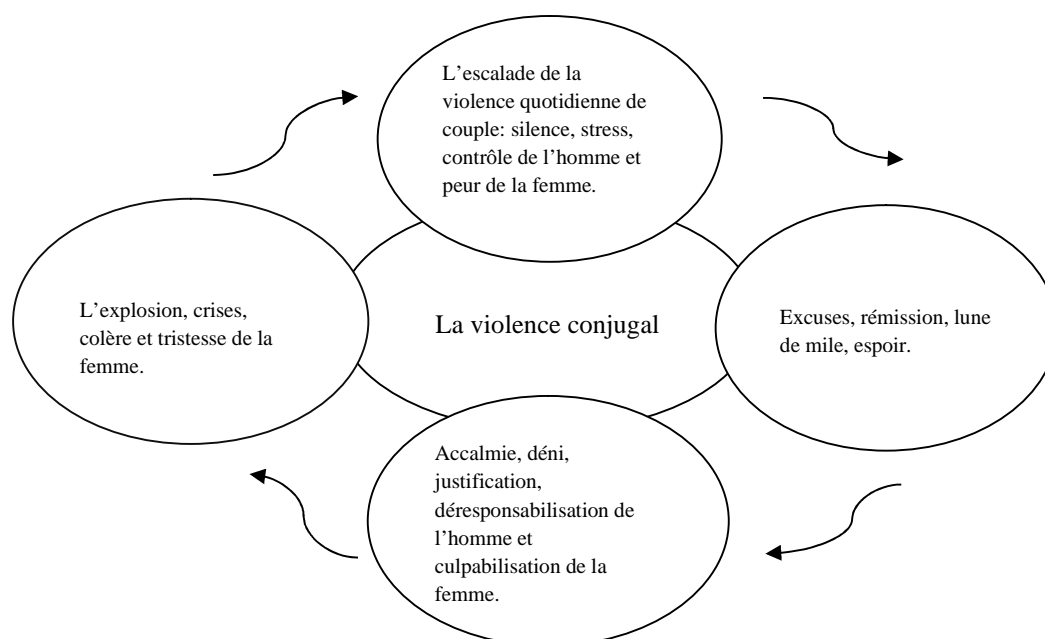 L’escalade de la
violence quotidienne de
couple: silence, stress,
contrôle de l’homme et
peur de la femme.
L’explosion, crises,
colère et tristesse de la
femme.
La violence conjugal
Excuses, rémission, lune
de mile, espoir.
Accalmie, déni,
justification,
déresponsabilisation de
l’homme et
culpabilisation de la
femme.